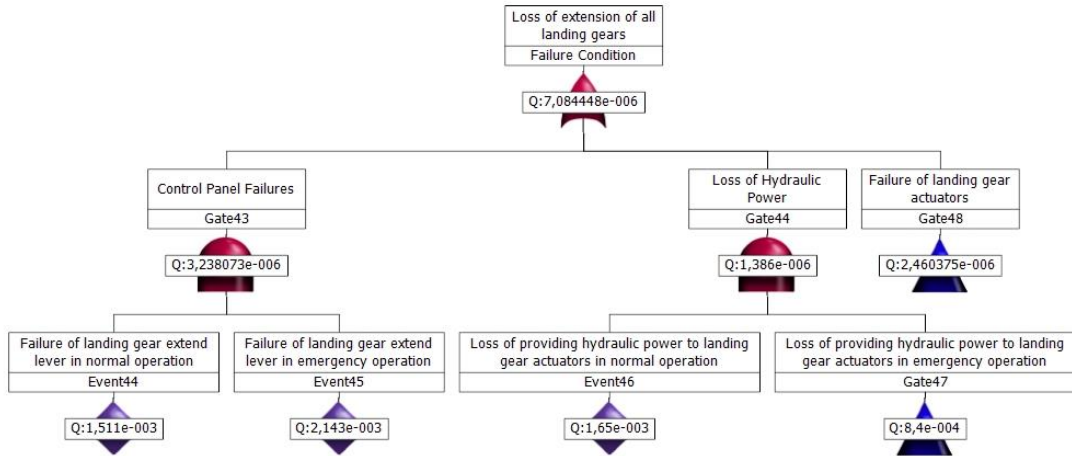 Loss of extension of all
landing gears
Failure Condition
Q:7,084448e-006
Control Panel Failures
Gate43
Q:3,238073e-006
Loss of Hydraulic
Power
Gate44
Q:1,386e-006
Failure of landing gear
actuators
Gate48
Q:2,460375e-006
Failure of landing gear extend
lever in normal operation
Event44
Q:1,511e-003
Failure of landing gear extend
lever in emergency operation
Event45
Q:2,143e-003
Loss of providing hydraulic power to landing
gear actuators in normal operation
Event46
Q:1,65e-003
Loss of providing hydraulic power to landing
gear actuators in emergency operation
Gate47
Q:8,4e-004